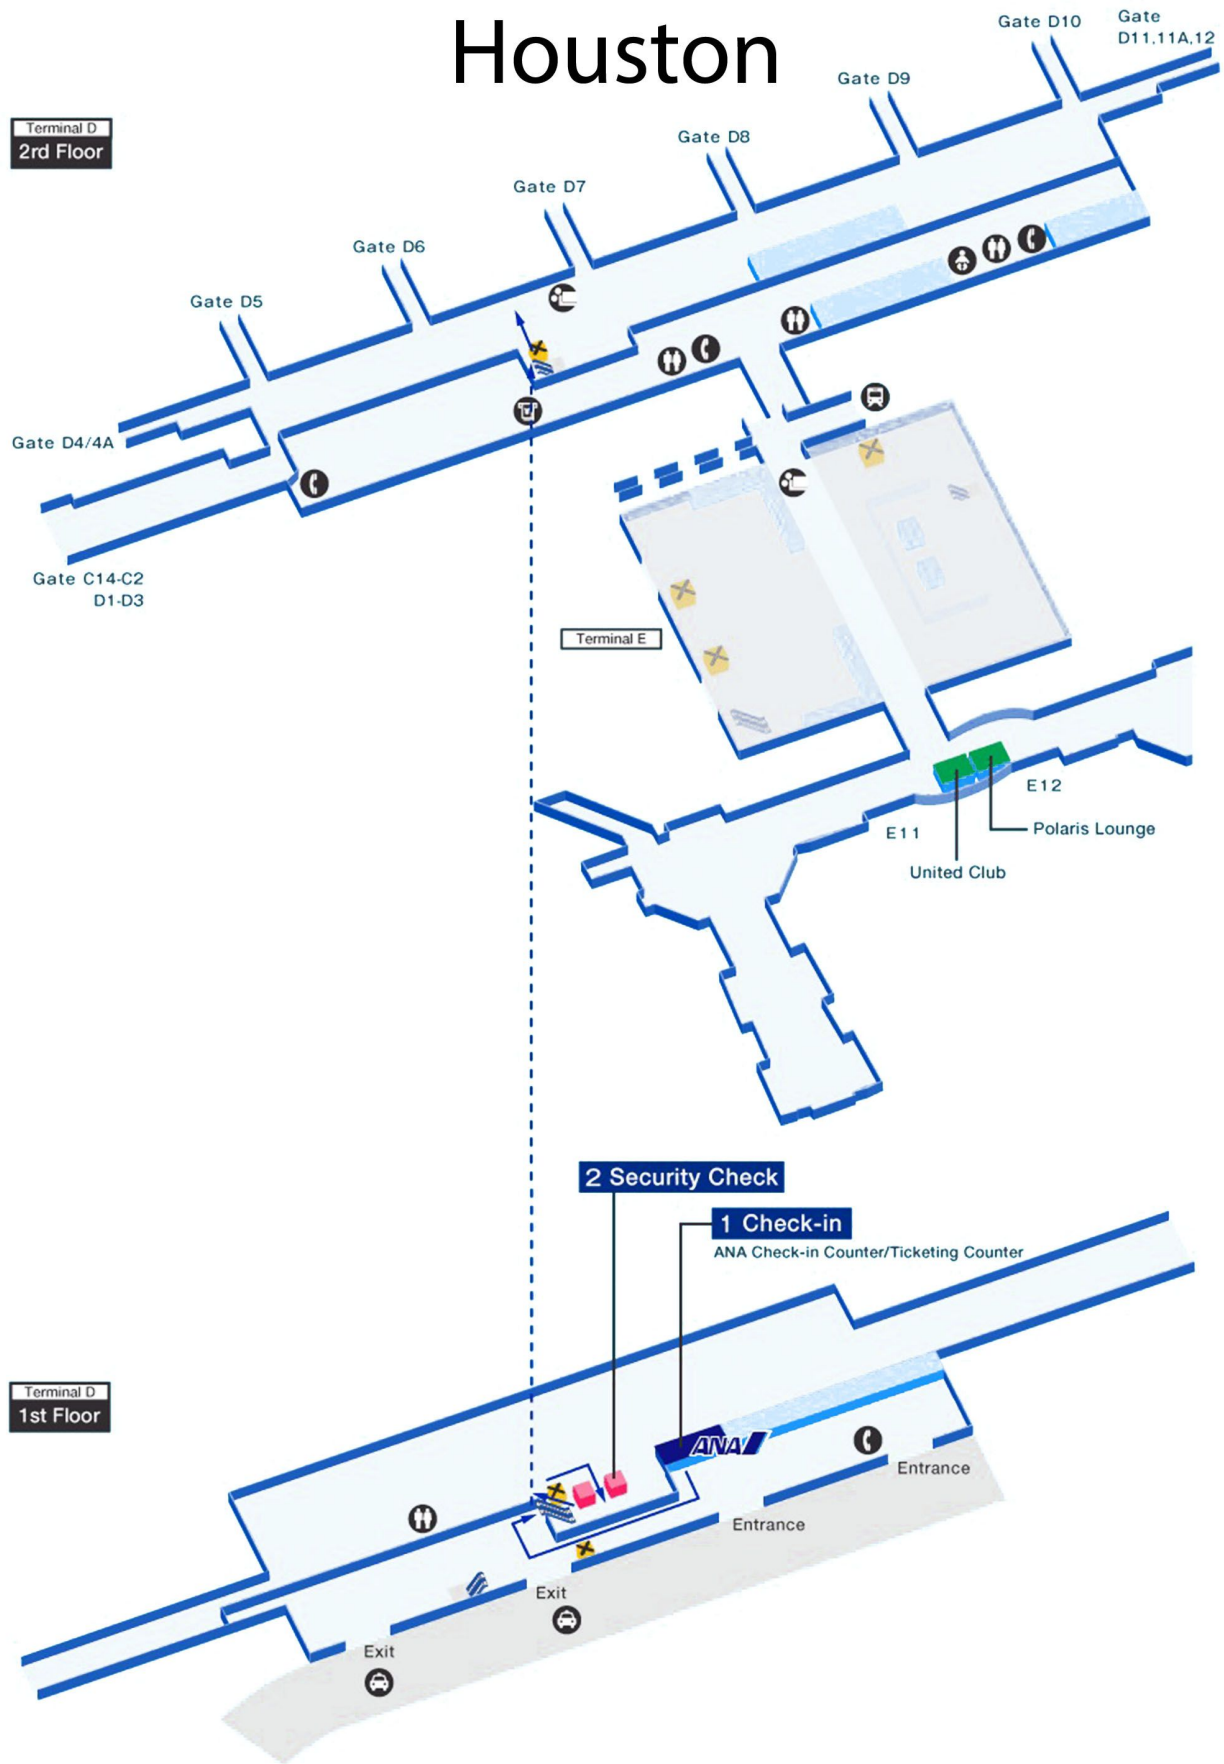 Houston
Gate D10
Gate
D11,11A,12
Gate D9
Terminal D
2rd Floor
Gate D8
Gate D7
Gate D6
Gate D5
Gate D4/4A
Gate C14-C2
D1-D3
Terminal E
E12
E11
Polaris Lounge
United Club
2 Security Check
1 Check-in
ANA Check-in Counter/Ticketing Counter
Terminal D
1st Floor
ANA
Entrance
Entrance
Exit
Exit